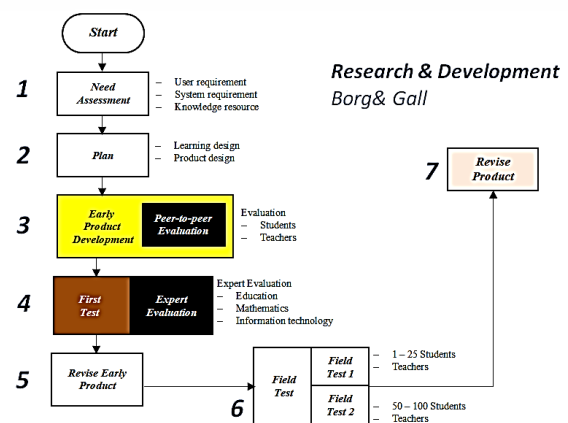 Start
Research & Development
Borg& Gall
1
Need
Assessment
– User requirement
– System requirement
– Knowledge resource
2
Plan
– Learning design
– Product design
3
Early
Product
Development
Peer-to-peer
Evaluation
Evaluation
– Students
– Teachers
4
First
Test
Expert
Evaluation
Expert Evaluation
– Education
– Mathematics
– Information technology
5
Revise Early
Product
6
Field
Test
Field
Test 1
– 1 – 25 Students
– Teachers
Field
Test 2
– 50 – 100 Students
– Teachers
7
Revise
Product